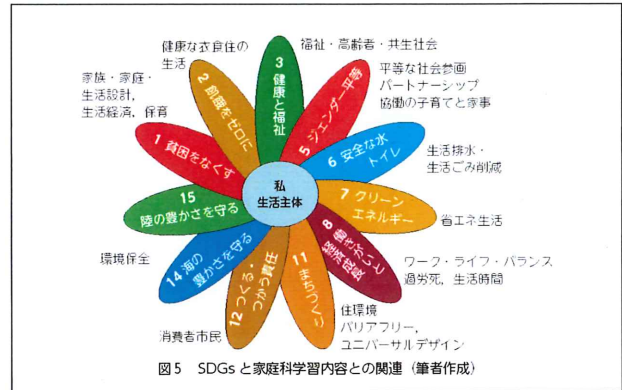 健康な衣食住の
生活
福祉・高齢者・共生社会
家族・家庭・
生活設計,
生活経済, 保育
平等な社会参画
パートナーシップ
協働の子育てと家事
生活排水・
生活ごみ削減
省エネ生活
ワーク・ライフ・バランス
過労死, 生活時間
住環境
バリアフリー,
ユニバーサルデザイン
消費者市民
環境保全
私
生活主体
1 貧困をなくす
2 飢餓をゼロに
3 健康と福祉
5 ジェンダー平等
6 安全な水
トイレ
7 クリーン
エネルギー
8 働きがいと
経済成長
11 まちづくり
12 つくる・
つかう責任
14 海の
豊かさを守る
15
陸の豊かさを守る
図5 SDGsと家庭科学習内容との関連(筆者作成)